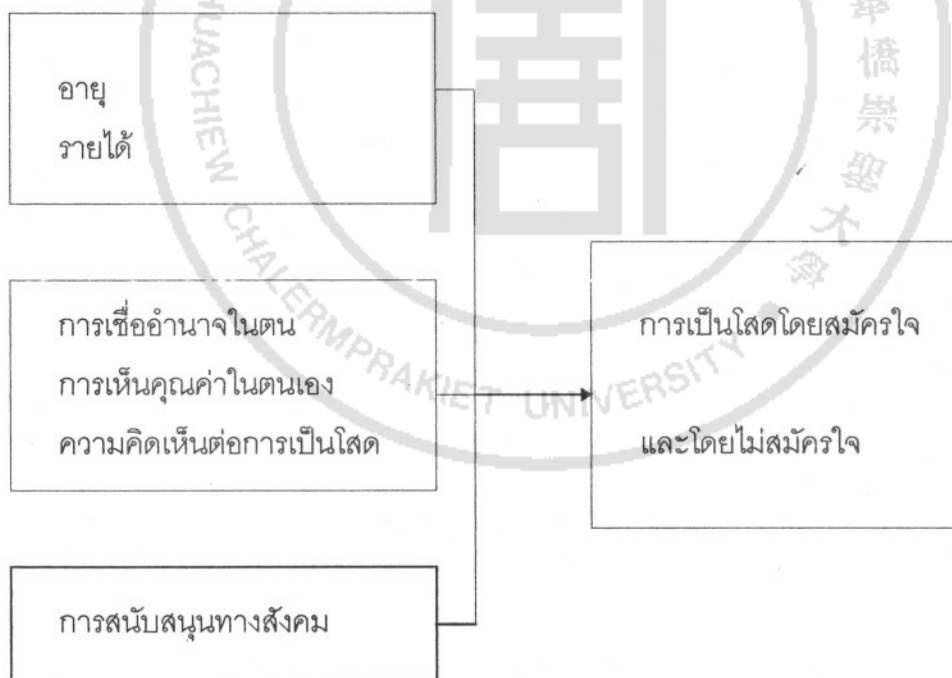 อายุ
รายได้
การเชื่ออำนาจในตน
การเห็นคุณค่าในตนเอง
ความคิดเห็นต่อการเป็นโสด
การสนับสนุนทางสังคม
การเป็นโสดโดยสมัครใจ
และโดยไม่สมัครใจ
HUACHIEW CHALERMPRAKIET UNIVERSITY
僑崇聖大學